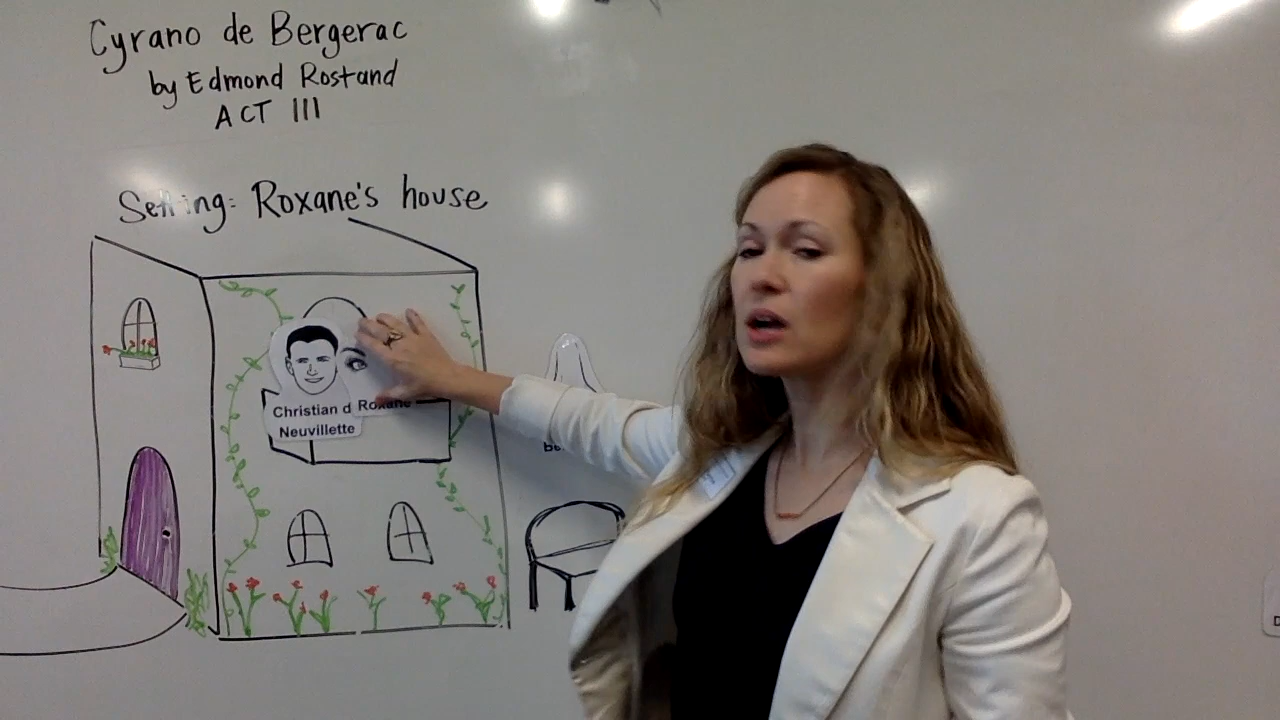 Cyrano de Bergerac
by Edmond Rostand
ACT III
Setting: Roxane's house
Christian d Roxane
Neuvillette